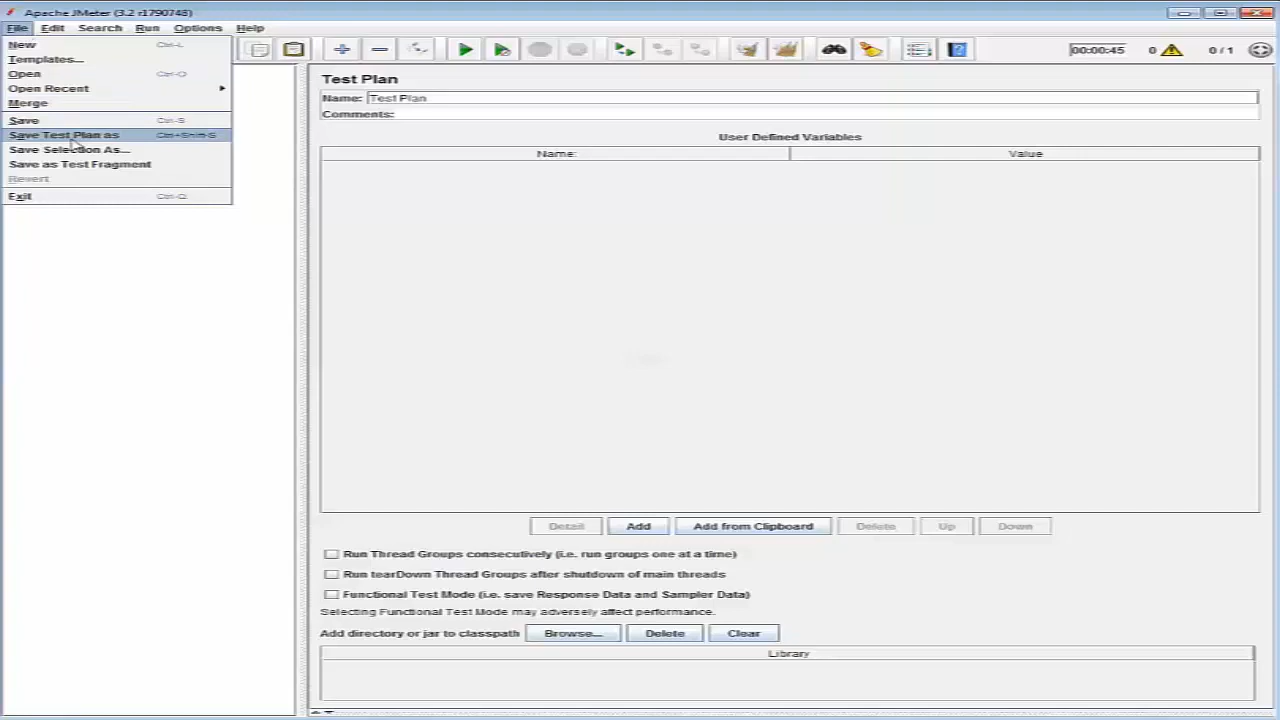 Apache JMeter (3.2 r1790748)
File Edit Search Run Options Help
New Ctrl-L
Templates...
Open Ctrl-O
Open Recent
Merge
Save Ctrl-S
Save Test Plan as Ctrl+Shift-S
Save Selection As...
Save as Test Fragment
Revert
Exit Ctrl-Q
00:00:45 0 0 / 1
Test Plan
Name: Test Plan
Comments:
User Defined Variables
Name: Value
Detail Add Add from Clipboard Delete Up Down
Run Thread Groups consecutively (i.e. run groups one at a time)
Run tearDown Thread Groups after shutdown of main threads
Functional Test Mode (i.e. save Response Data and Sampler Data)
Selecting Functional Test Mode may adversely affect performance.
Add directory or jar to classpath Browse... Delete Clear
Library